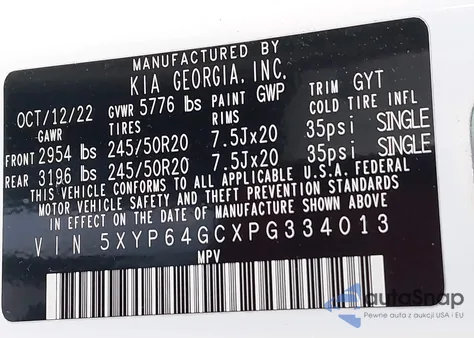 MANUFACTURED BY
KIA GEORGIA, INC.
OCT/12/22 GVWR 5776 lbs PAINT GWP TRIM GYT
GAWR TIRES RIMS COLD TIRE INFL
FRONT 2954 lbs 245/50R20 7.5Jx20 35psi SINGLE
REAR 3196 lbs 245/50R20 7.5Jx20 35psi SINGLE
THIS VEHICLE CONFORMS TO ALL APPLICABLE U.S.A. FEDERAL
MOTOR VEHICLE SAFETY AND THEFT PREVENTION STANDARDS
IN EFFECT ON THE DATE OF MANUFACTURE SHOWN ABOVE
VIN 5XYP64GCXPG334013
MPV
autoSnap
Pewne auta z aukcji USA i EU